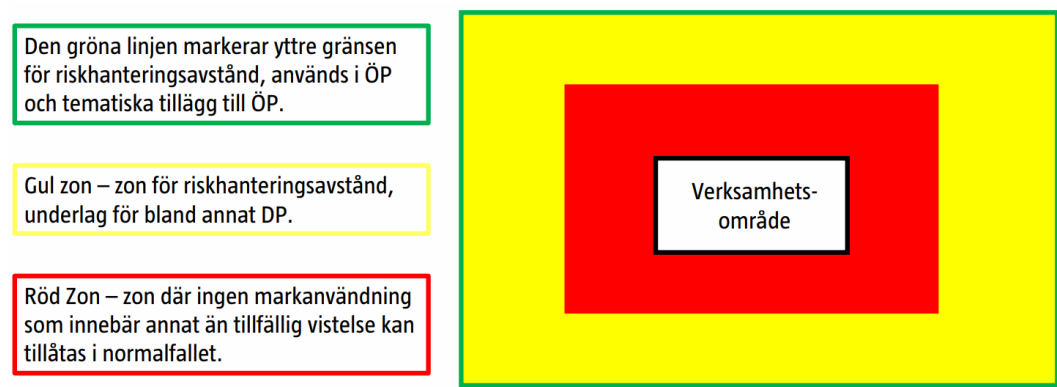 Den gröna linjen markerar yttre gränsen
för riskhanteringsavstånd, används i ÖP
och tematiska tillägg till ÖP.
Gul zon – zon för riskhanteringsavstånd,
underlag för bland annat DP.
Röd Zon – zon där ingen markanvändning
som innebär annat än tillfällig vistelse kan
tillåtas i normalfallet.
Verksamhets-
område